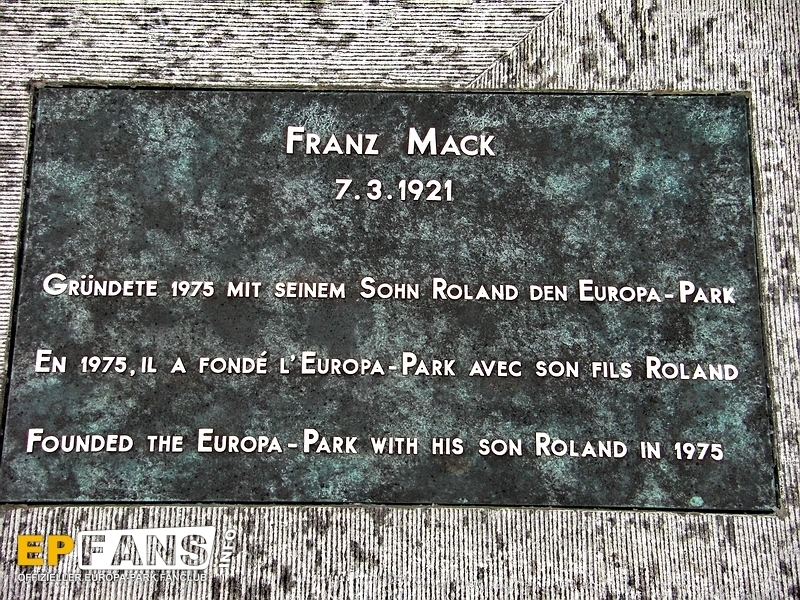 Franz Mack
7.3.1921
Gründete 1975 mit seinem Sohn Roland den Europa-Park
En 1975, il a fondé l'Europa-Park avec son fils Roland
Founded the Europa-Park with his son Roland in 1975
EPFANS.INFO
OFFIZIELLER EUROPA-PARK FANCLUB